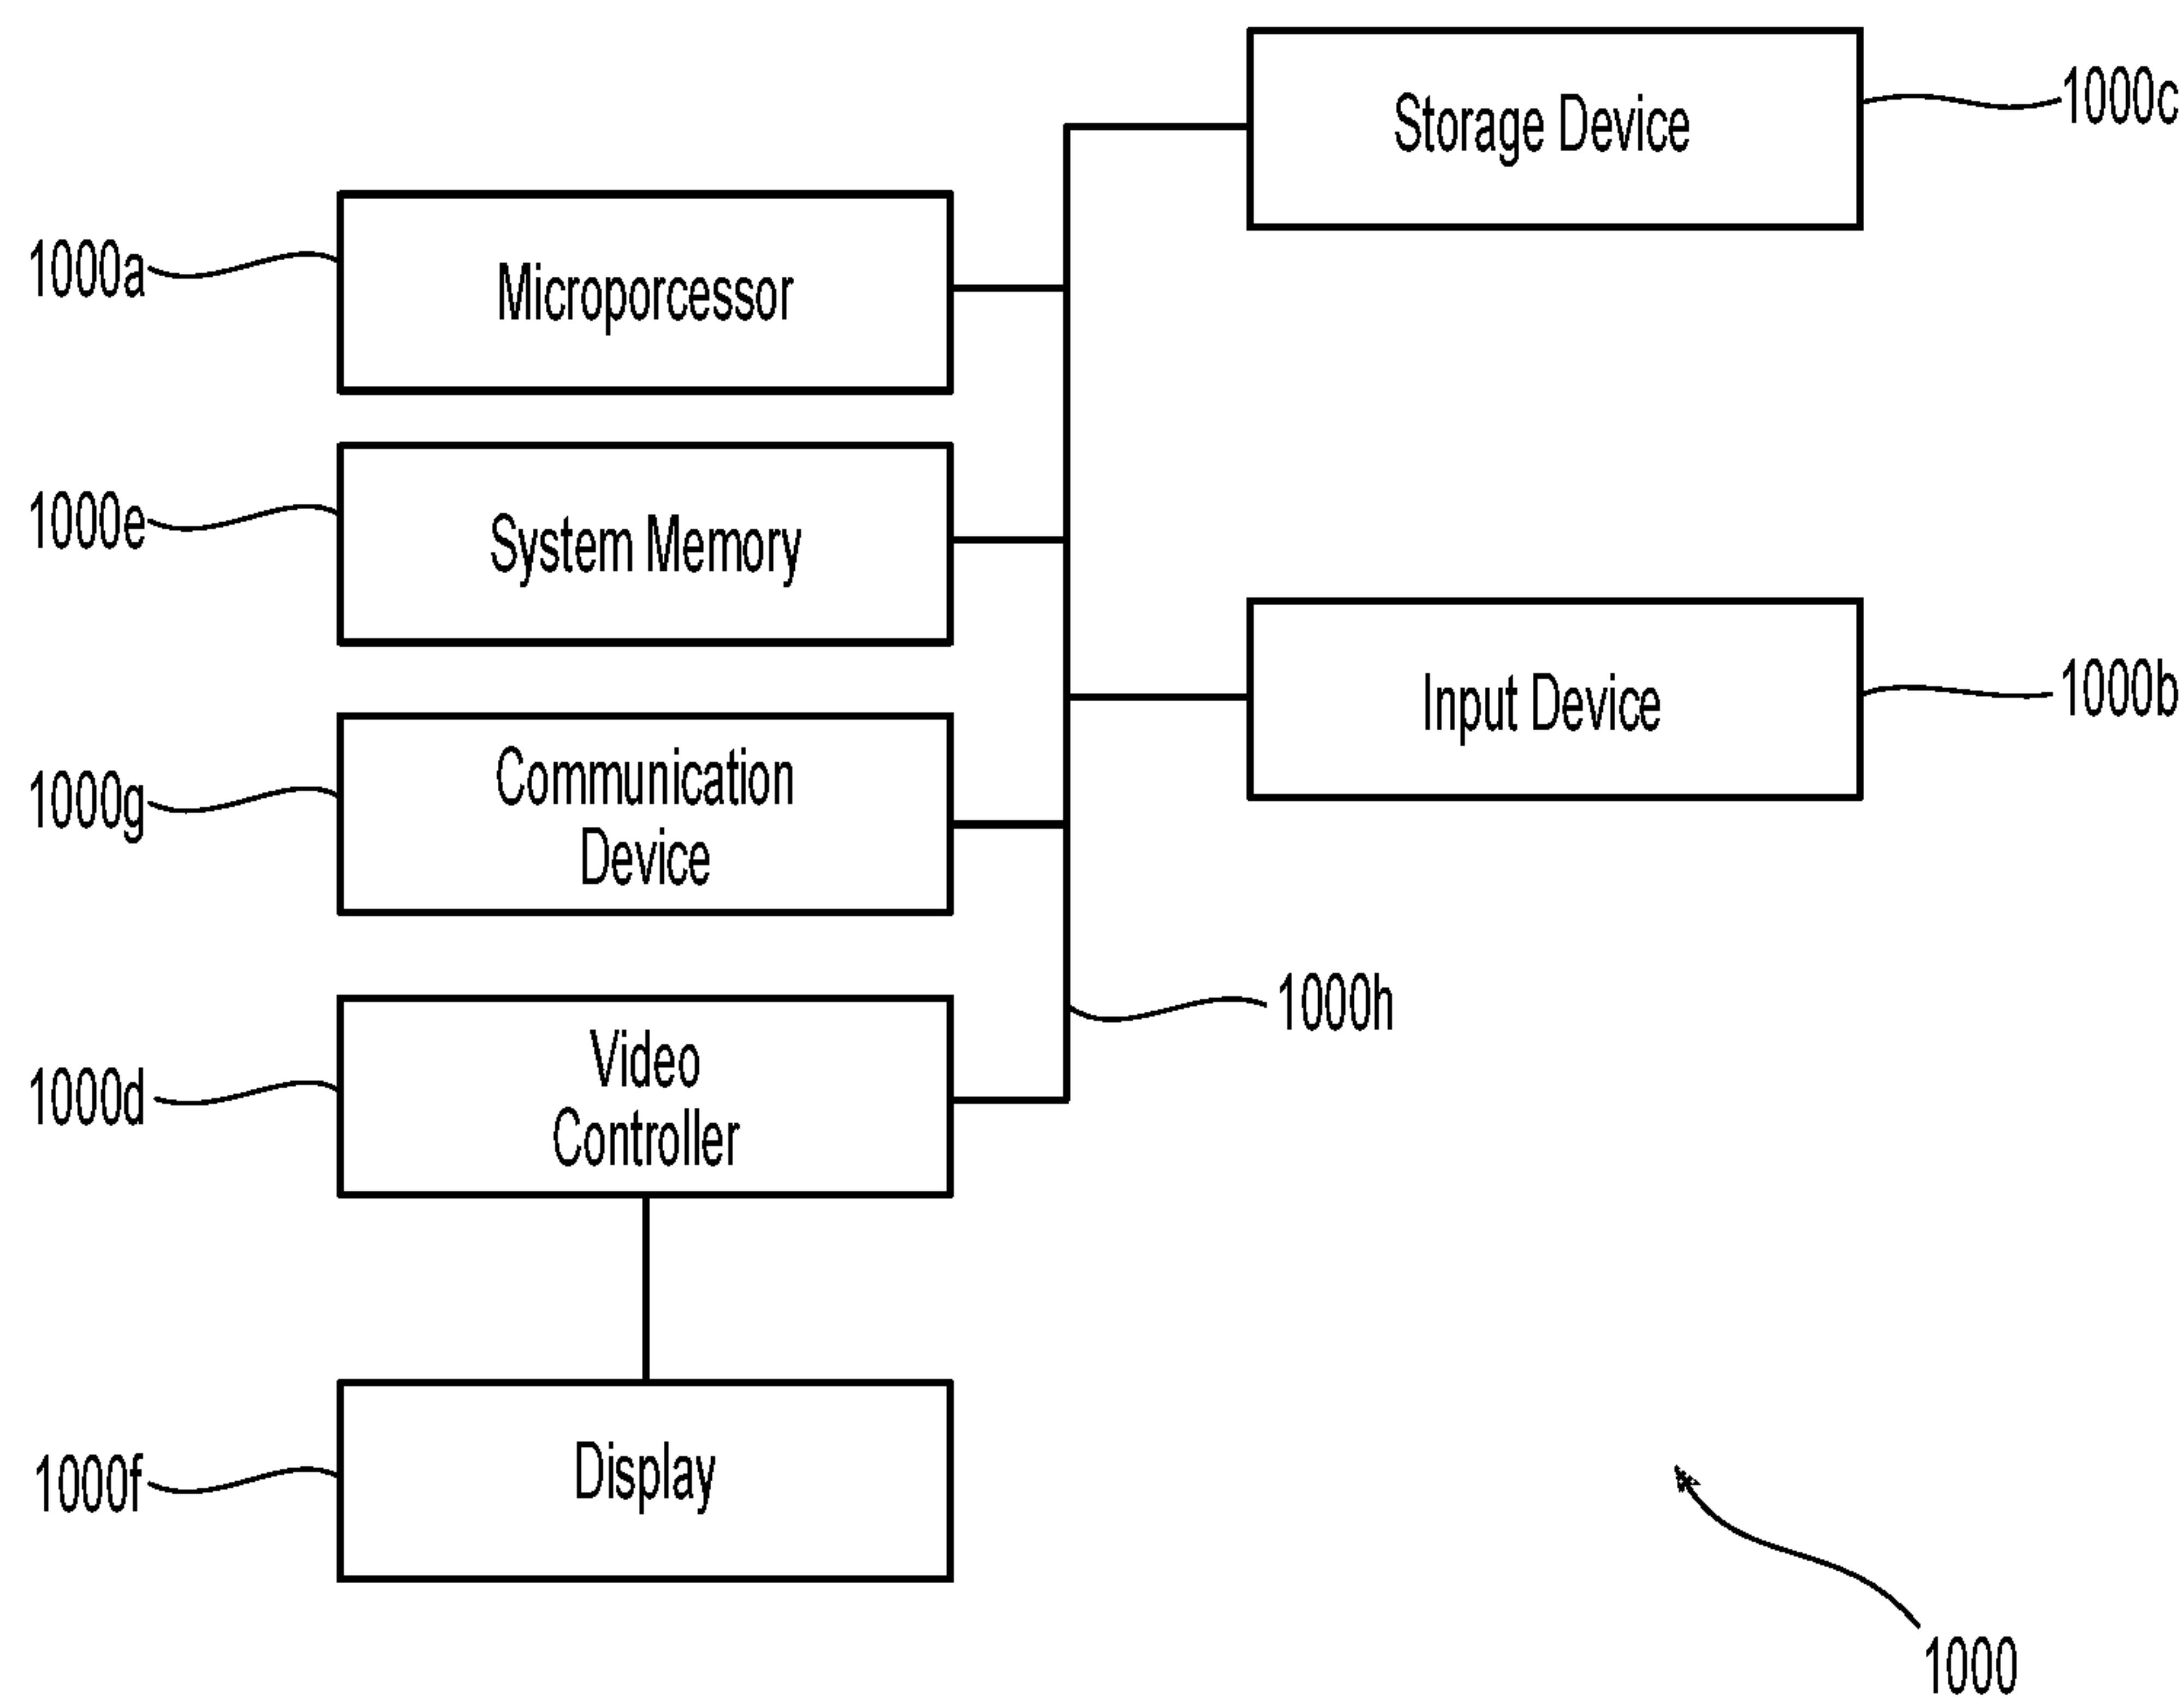 Storage Device
1000c
1000a
Microporcessor
1000e
System Memory
Input Device
1000b
1000g
Communication
Device
1000h
1000d
Video
Controller
1000f
Display
1000